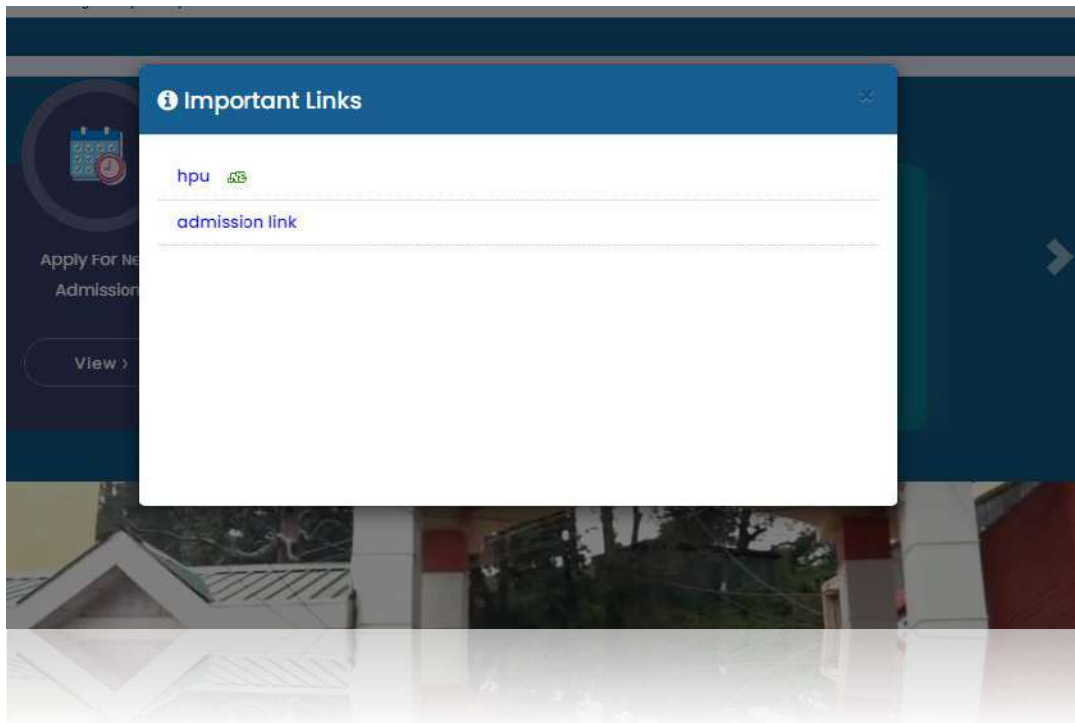 Important Links
×
hpu
admission link
Apply For Ne
Admission
View ›